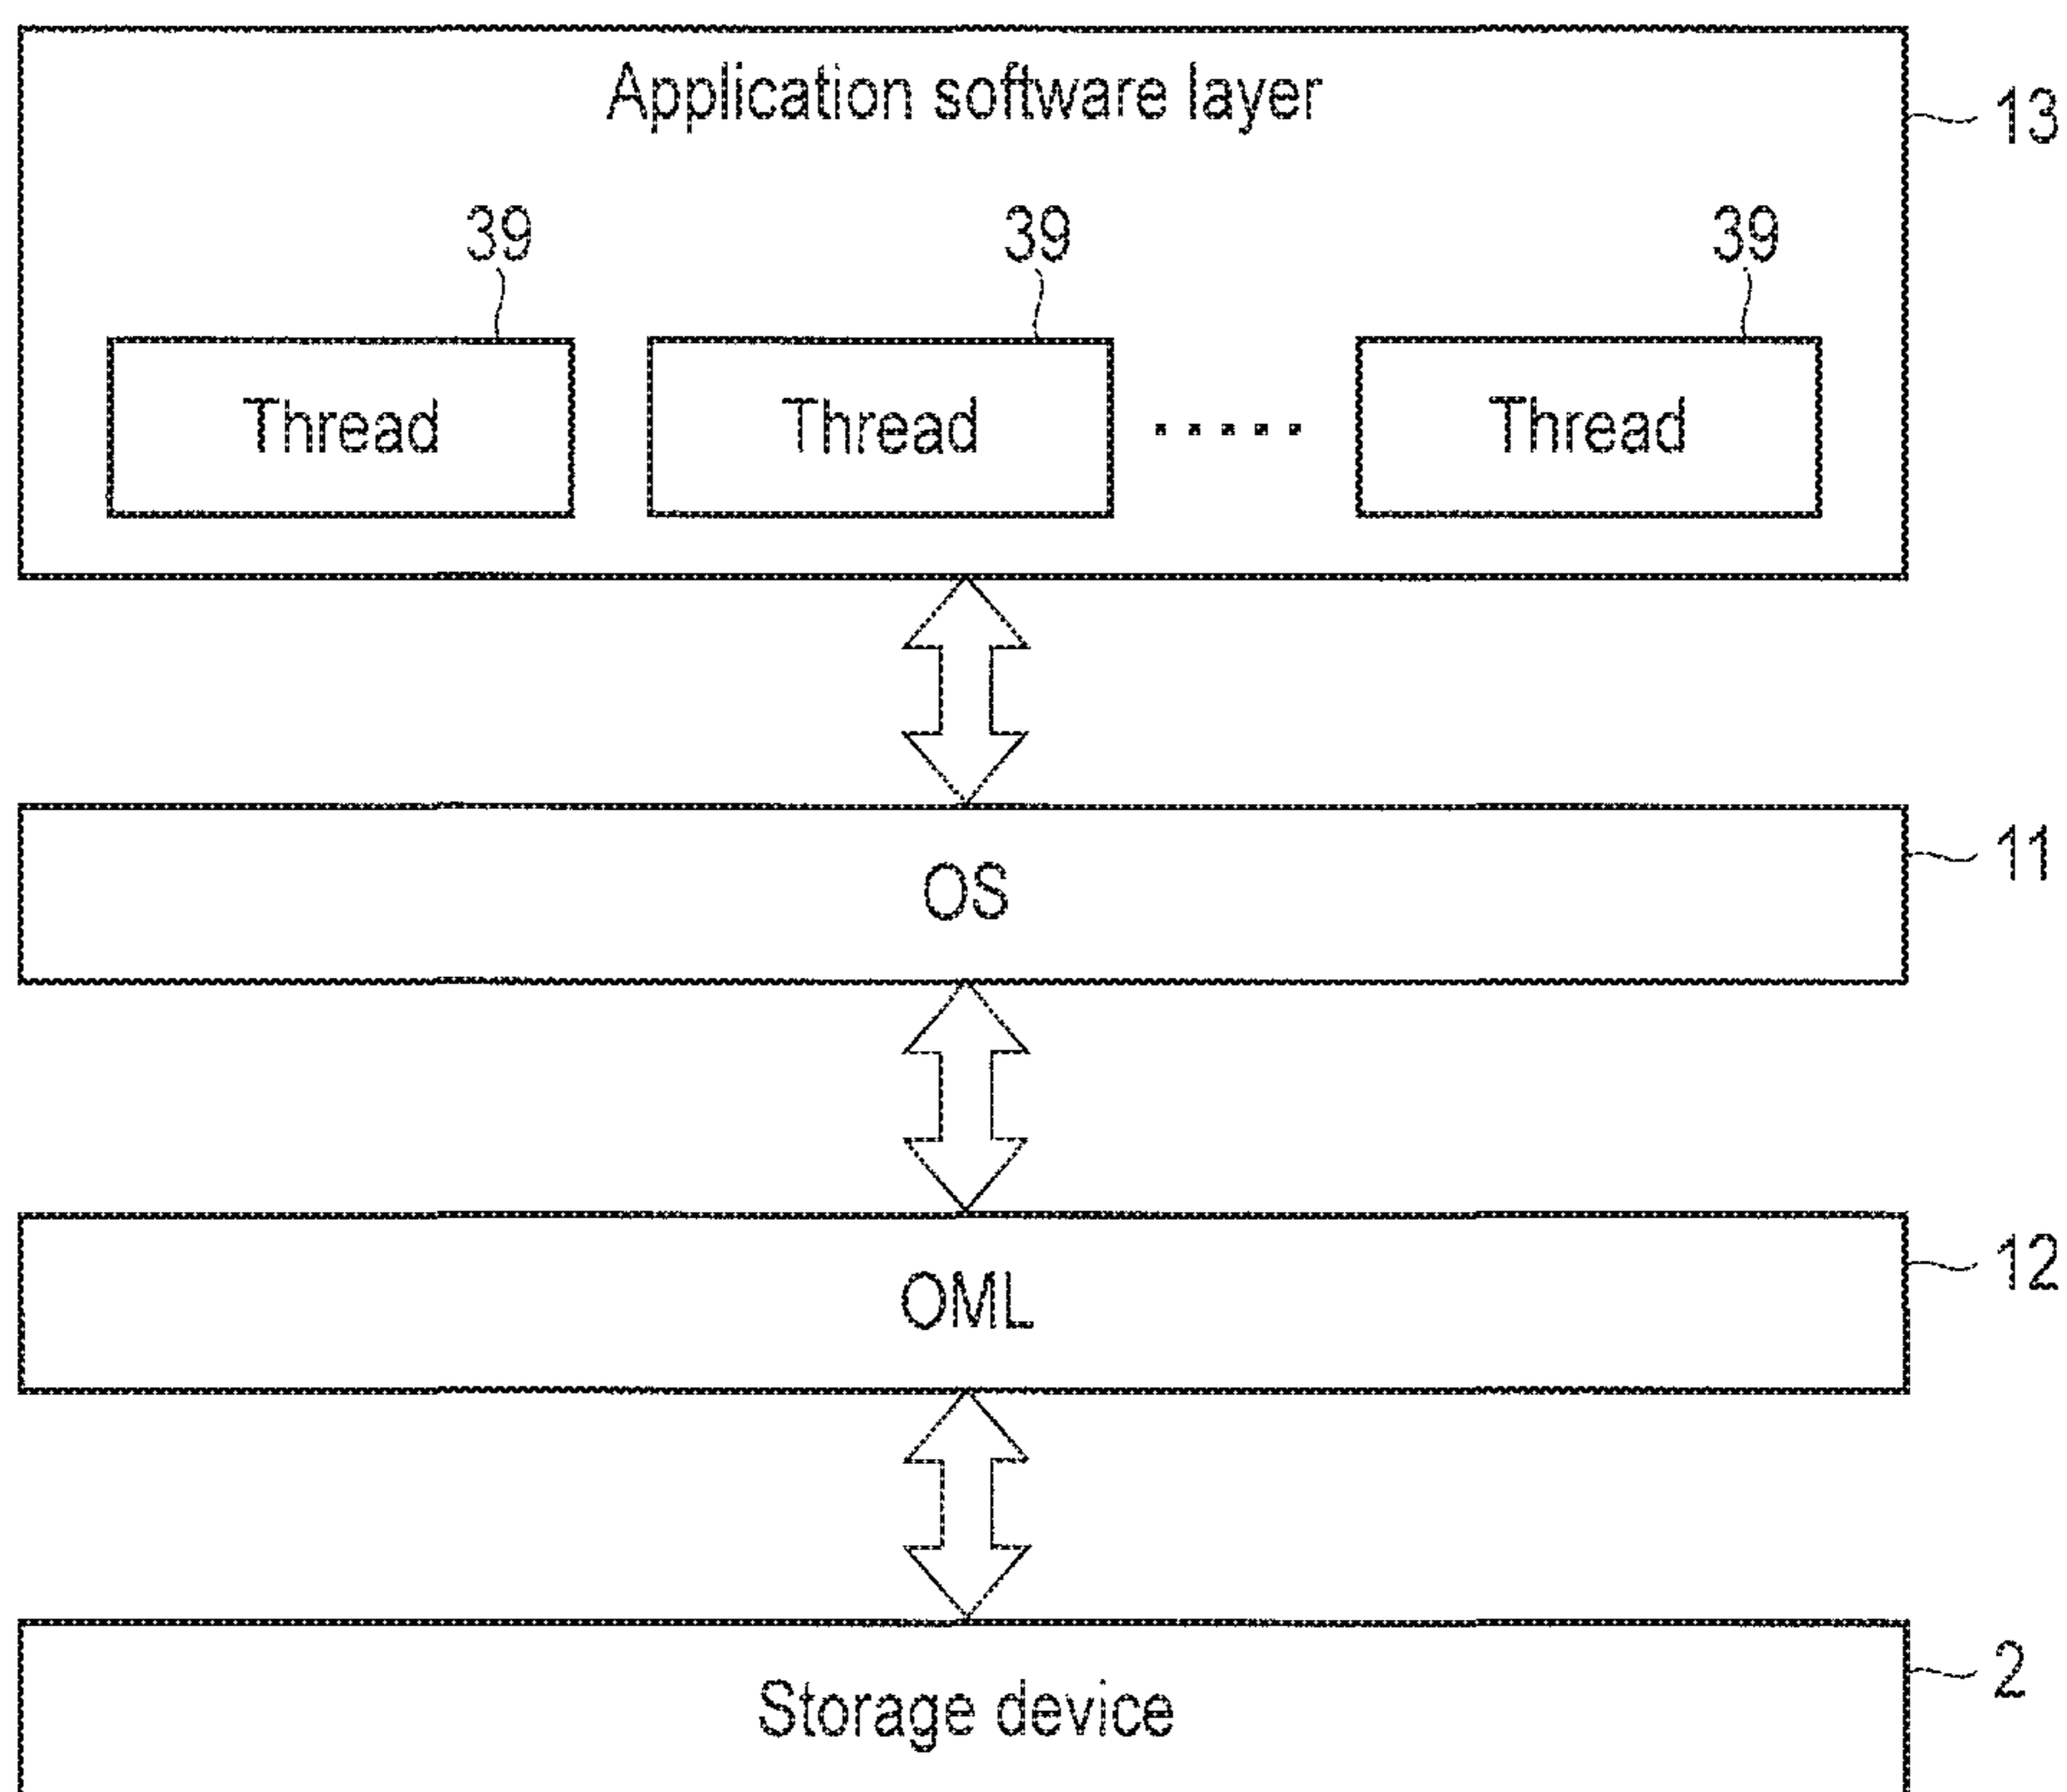 Application software layer
13
39 39 39
Thread Thread Thread
OS
11
OML
12
Storage device
2